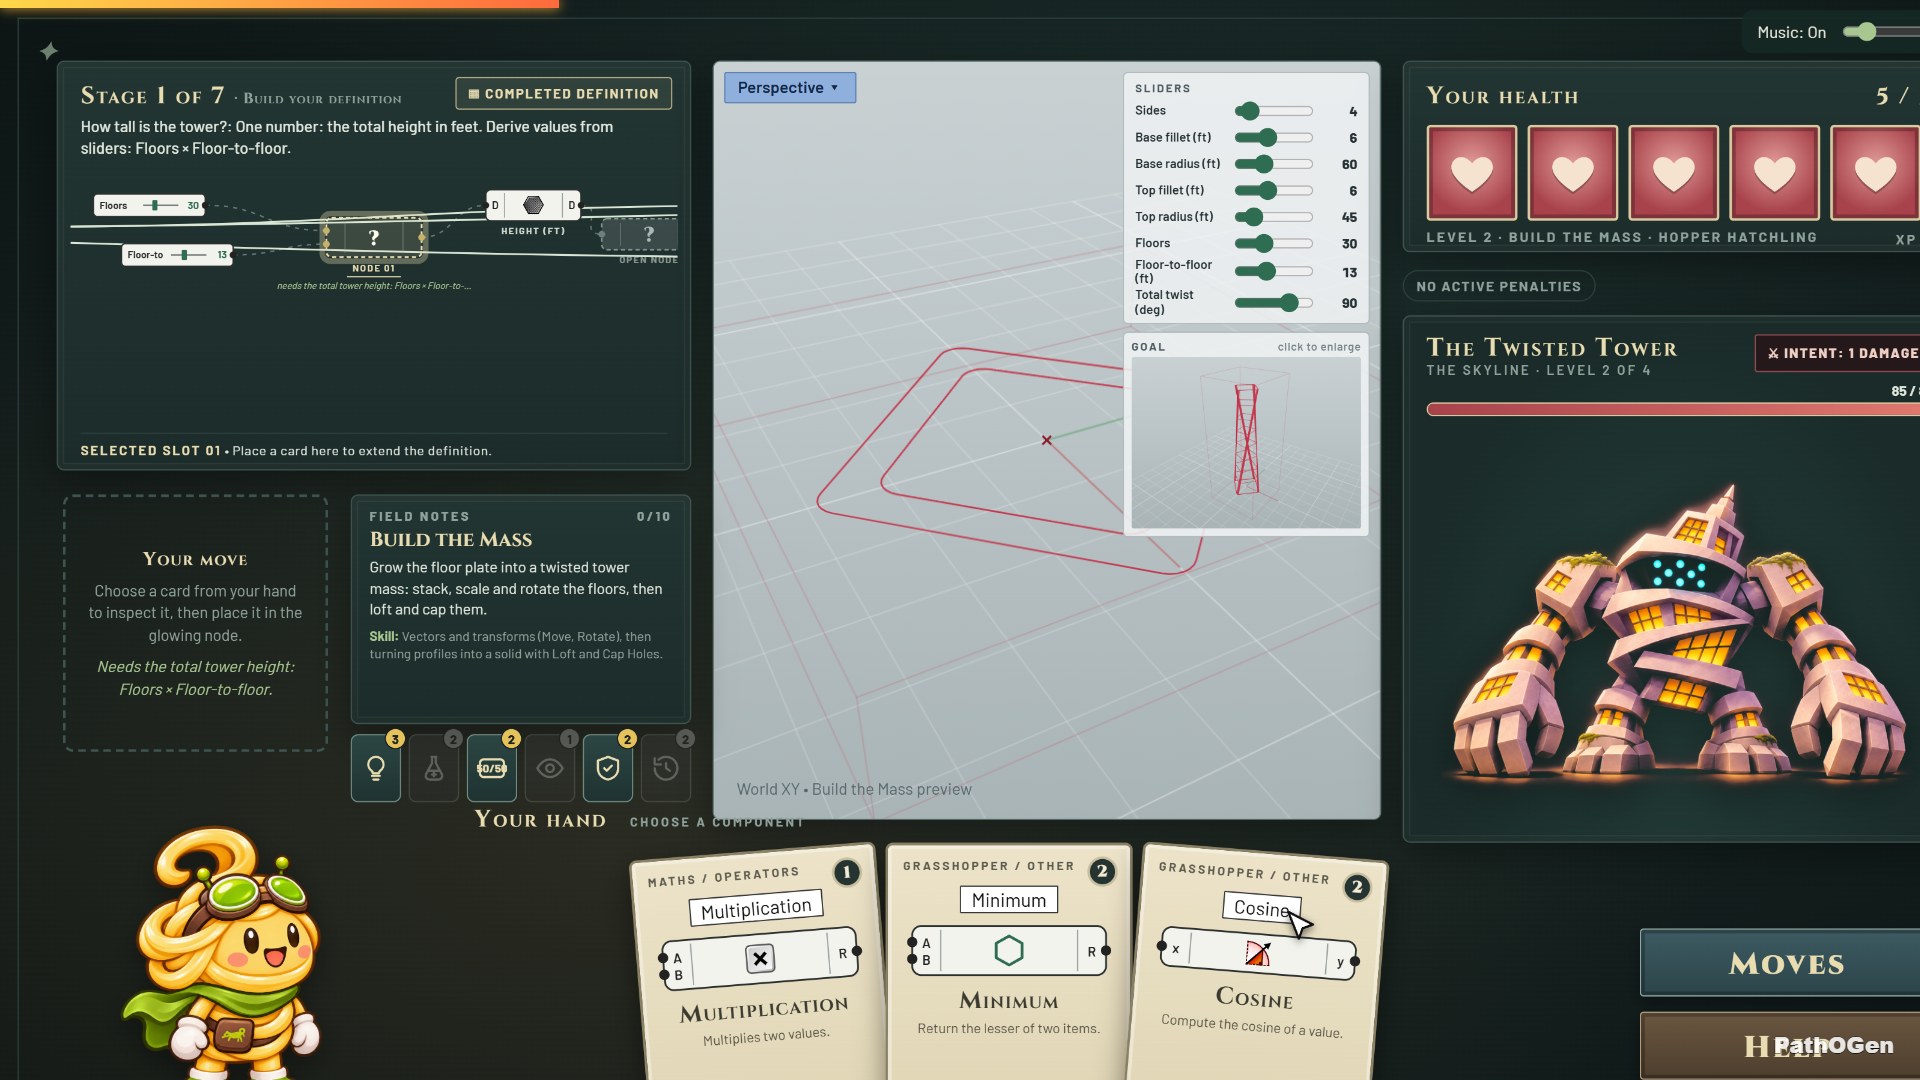 Music: On
Stage 1 of 7 · Build your definition
COMPLETED DEFINITION
How tall is the tower?: One number: the total height in feet. Derive values from
sliders: Floors × Floor-to-floor.
Floors 30
Floor-to 13
?
NODE 01
needs the total tower height: Floors × Floor-to-...
D D
HEIGHT (FT)
?
OPEN NODE
SELECTED SLOT 01 • Place a card here to extend the definition.
Your move
Choose a card from your hand
to inspect it, then place it in the
glowing node.
Needs the total tower height:
Floors × Floor-to-floor.
FIELD NOTES 0/10
Build the Mass
Grow the floor plate into a twisted tower
mass: stack, scale and rotate the floors, then
loft and cap them.
Skill: Vectors and transforms (Move, Rotate), then
turning profiles into a solid with Loft and Cap Holes.
3 2 2 1 2 2
50/50
Perspective ▾
SLIDERS
Sides 4
Base fillet (ft) 6
Base radius (ft) 60
Top fillet (ft) 6
Top radius (ft) 45
Floors 30
Floor-to-floor
(ft) 13
Total twist
(deg) 90
GOAL click to enlarge
World XY • Build the Mass preview
Your health 5 /
LEVEL 2 · BUILD THE MASS · HOPPER HATCHLING XP
NO ACTIVE PENALTIES
The Twisted Tower
THE SKYLINE · LEVEL 2 OF 4
INTENT: 1 DAMAGE
85 /
Your hand CHOOSE A COMPONENT
MATHS / OPERATORS 1
Multiplication
A B R
Multiplication
Multiplies two values.
GRASSHOPPER / OTHER 2
Minimum
A B R
Minimum
Return the lesser of two items.
GRASSHOPPER / OTHER 2
Cosine
x y
Cosine
Compute the cosine of a value.
Moves
PathOGen